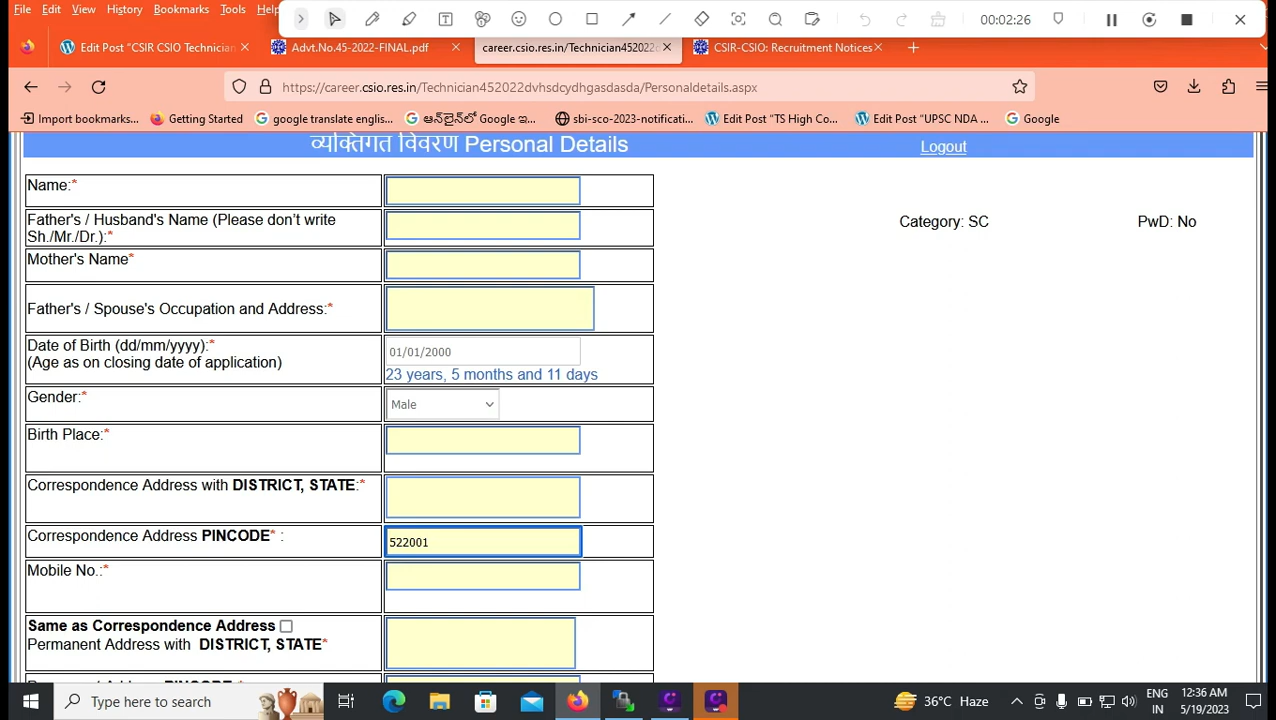 File Edit View History Bookmarks Tools Help
00:02:26
Edit Post "CSIR CSIO Technician
Advt.No.45-2022-FINAL.pdf
career.csio.res.in/Technician452022
CSIR-CSIO: Recruitment Notices
https://career.csio.res.in/Technician452022dvhsdcydhgasdasda/Personaldetails.aspx
Import bookmarks...
Getting Started
google translate englis...
ఆన్‌లైన్‌లో Google ఇ...
sbi-sco-2023-notificati...
Edit Post "TS High Co...
Edit Post "UPSC NDA ...
Google
व्यक्तिगत विवरण Personal Details
Logout
Name:*
Father's / Husband's Name (Please don't write
Sh./Mr./Dr.):*
Category: SC
PwD: No
Mother's Name*
Father's / Spouse's Occupation and Address:*
Date of Birth (dd/mm/yyyy):*
(Age as on closing date of application)
01/01/2000
23 years, 5 months and 11 days
Gender:*
Male
Birth Place:*
Correspondence Address with DISTRICT, STATE:*
Correspondence Address PINCODE* :
522001
Mobile No.:*
Same as Correspondence Address
Permanent Address with DISTRICT, STATE*
Type here to search
36°C Haze
ENG
IN
12:36 AM
5/19/2023